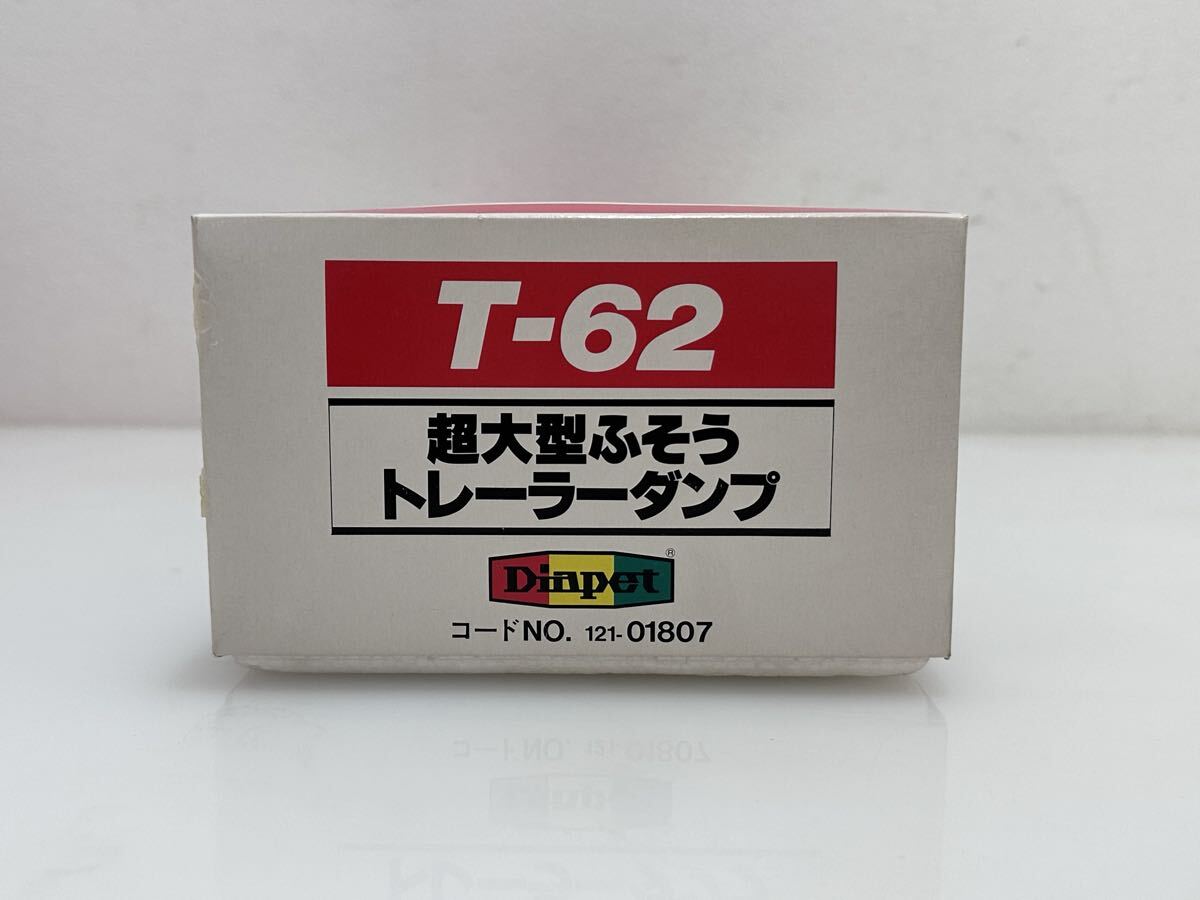 T-62
超大型ふそう
トレーラーダンプ
Diapet®
コードNO. 121-01807